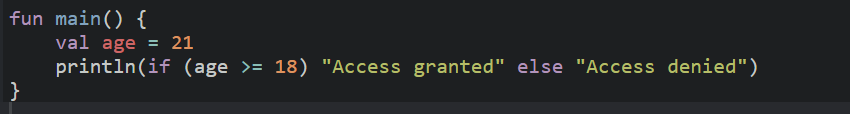 fun main() {
    val age = 21
    println(if (age >= 18) "Access granted" else "Access denied")
}